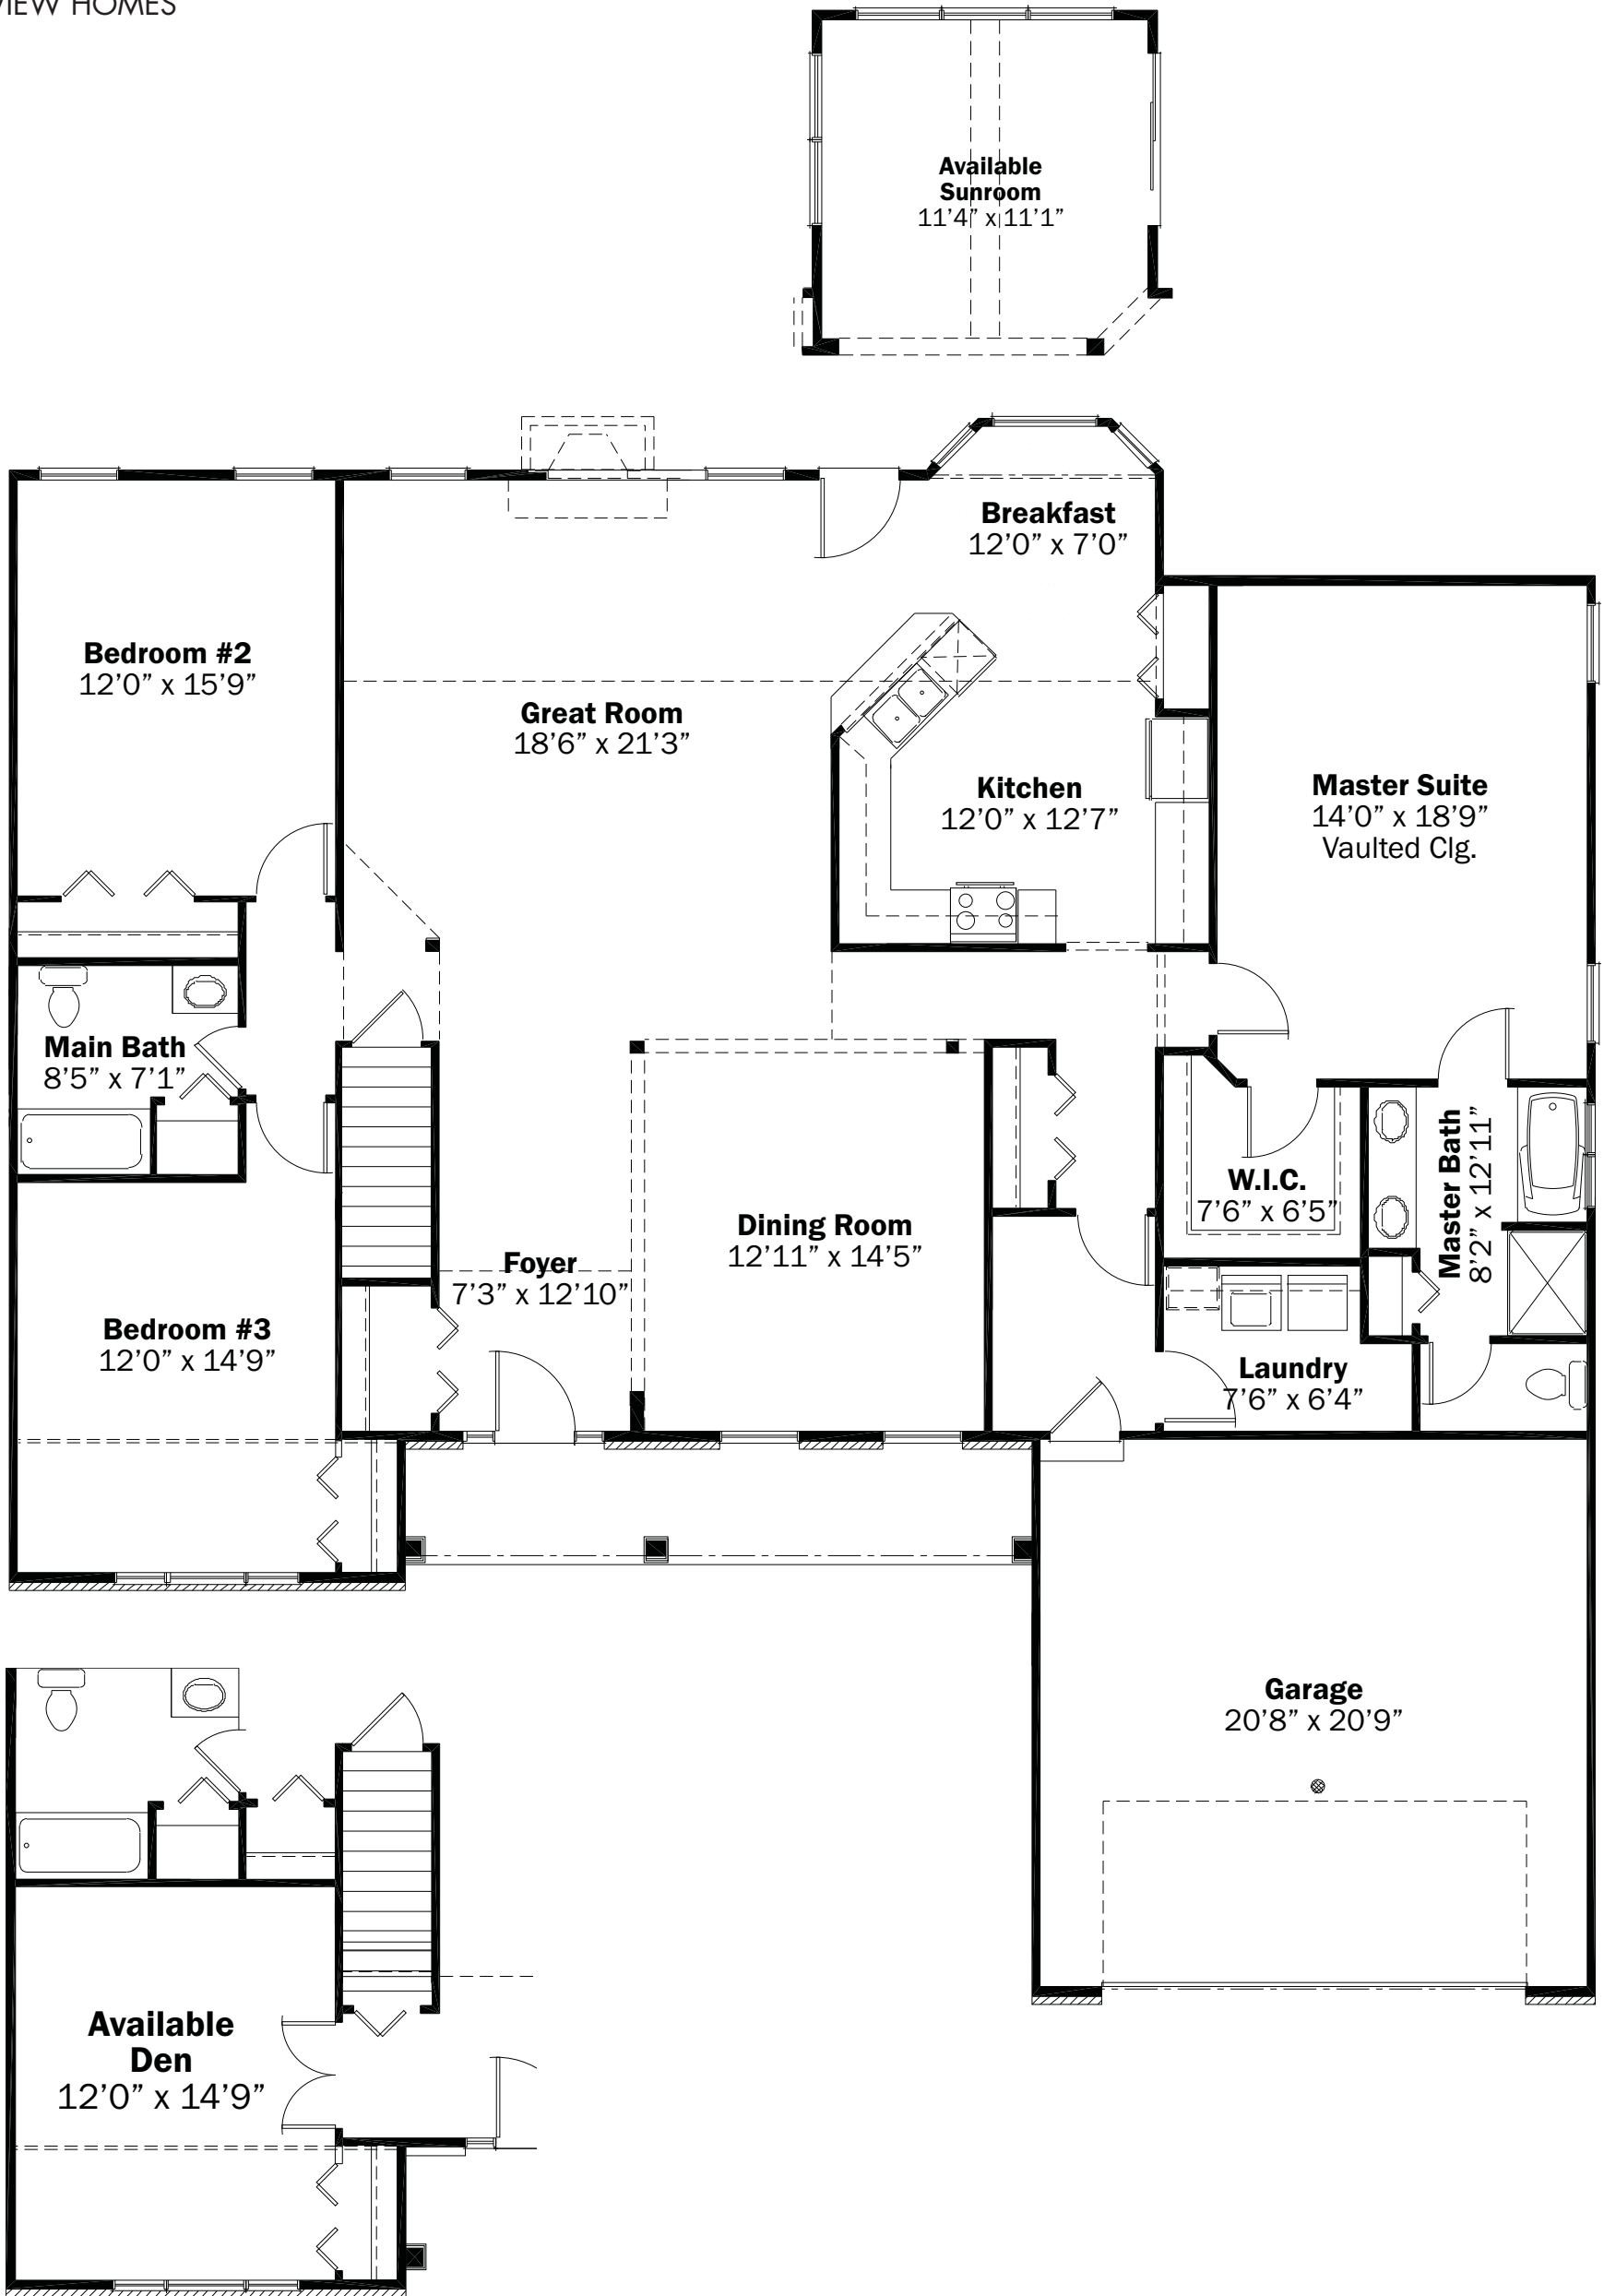 VIEW HOMES
Available
Sunroom
11’4” x 11’1”
Breakfast
12’0” x 7’0”
Bedroom #2
12’0” x 15’9”
Great Room
18’6” x 21’3”
Kitchen
12’0” x 12’7”
Master Suite
14’0” x 18’9”
Vaulted Clg.
Main Bath
8’5” x 7’1”
Master Bath
8’2” x 12’11”
W.I.C.
7’6” x 6’5”
Dining Room
12’11” x 14’5”
Foyer
7’3” x 12’10”
Bedroom #3
12’0” x 14’9”
Laundry
7’6” x 6’4”
Garage
20’8” x 20’9”
Available
Den
12’0” x 14’9”